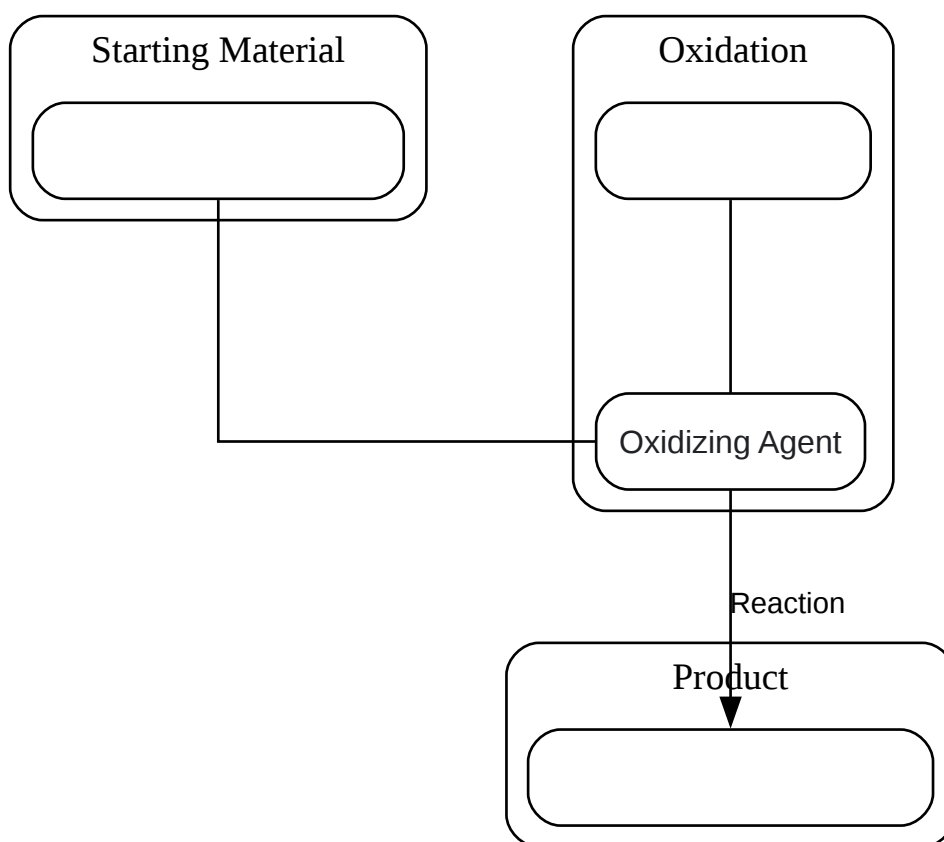 Starting Material
Oxidation
Oxidizing Agent
Reaction
Product